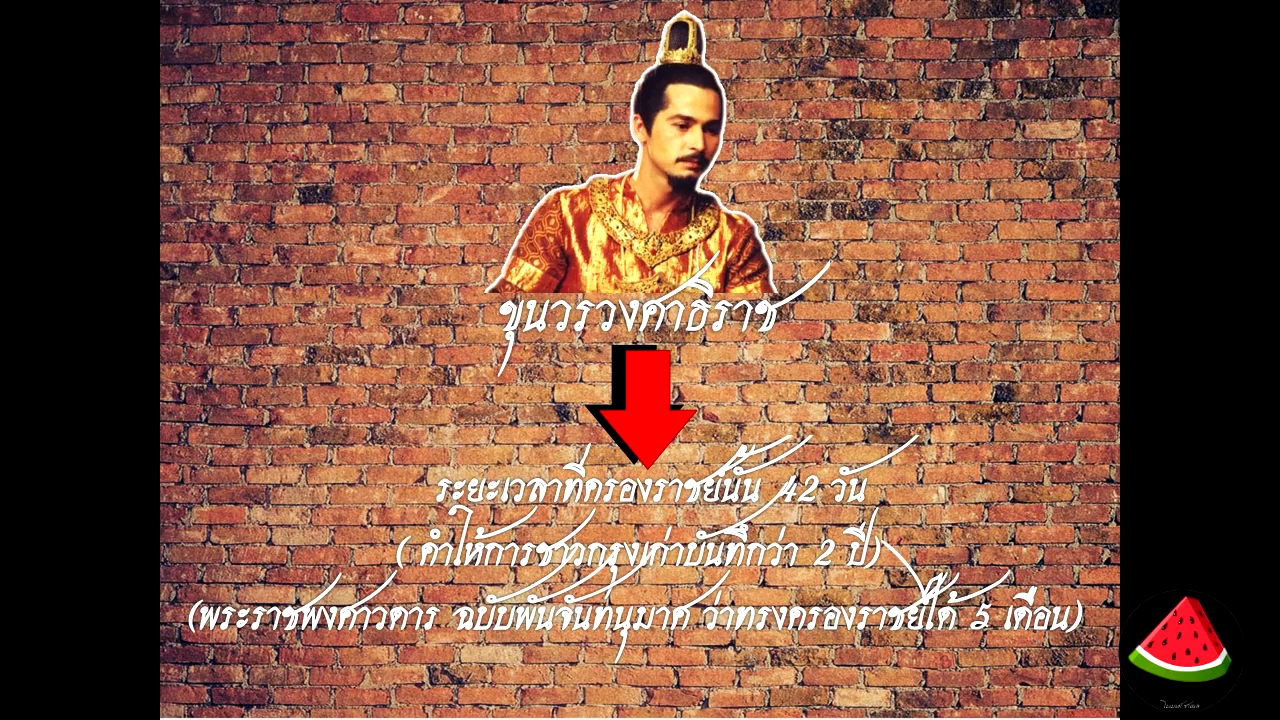 ขุนวรวงศาธิราช
ระยะเวลาที่ครองราชย์นั้น 42 วัน
( คำให้การชาวกรุงเก่าบันทึกว่า 2 ปี)
(พระราชพงศาวดาร ฉบับพันจันทนุมาศ ว่าทรงครองราชย์ได้ 5 เดือน)